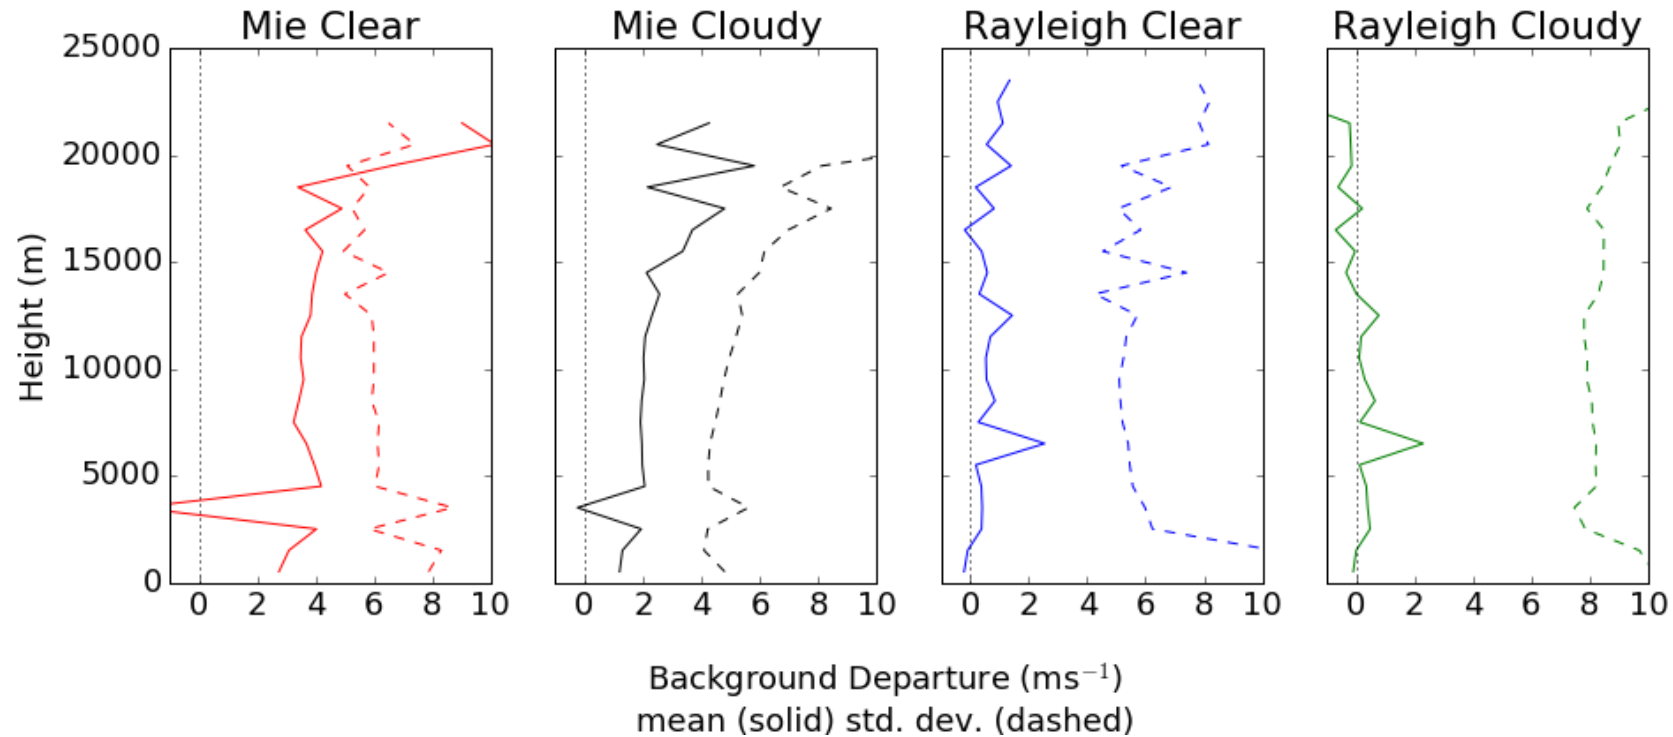 Mie Clear
Mie Cloudy
Rayleigh Clear
Rayleigh Cloudy
25000
20000
15000
10000
5000
0
Height (m)
0 2 4 6 8 10
0 2 4 6 8 10
0 2 4 6 8 10
0 2 4 6 8 10
Background Departure (ms⁻¹)
mean (solid) std. dev. (dashed)